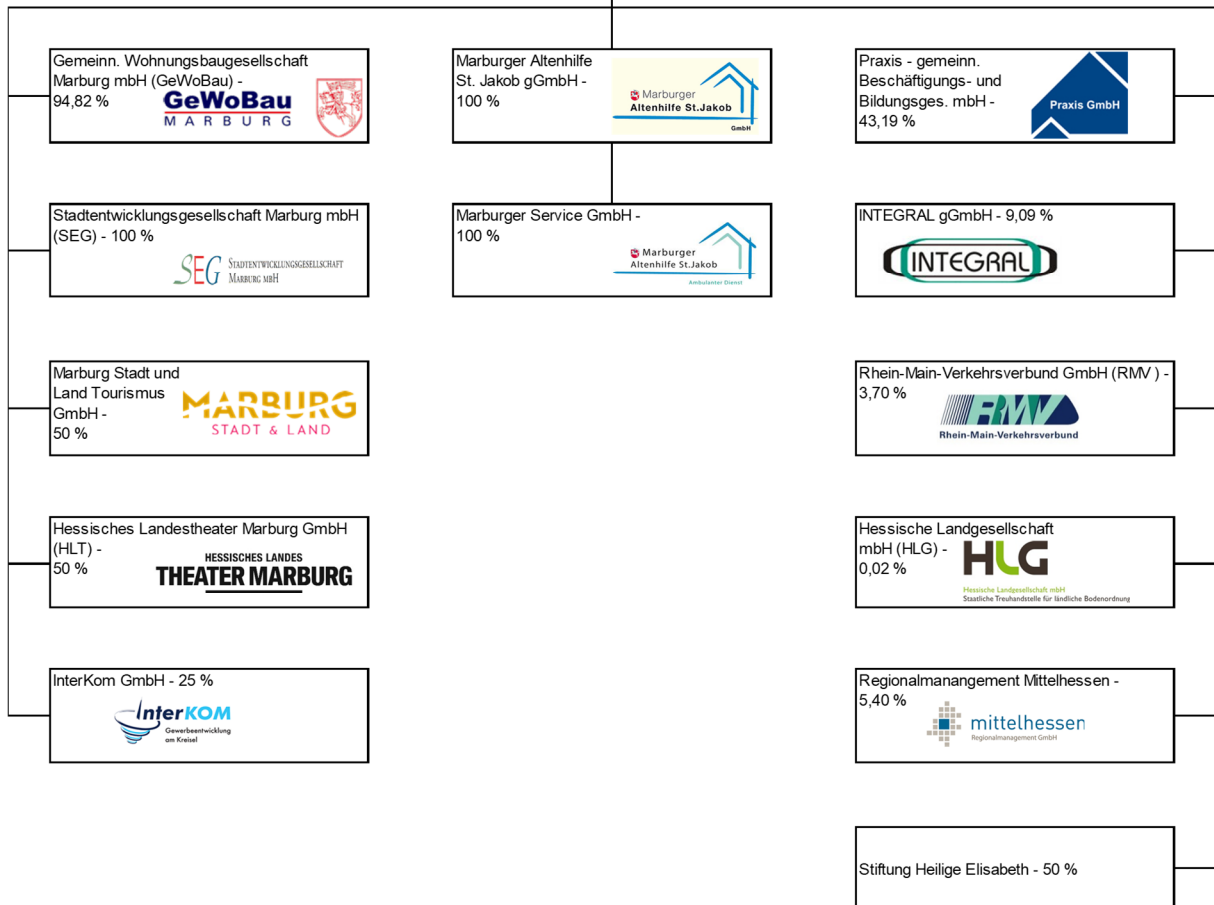 Gemeinn. Wohnungsbaugesellschaft
Marburg mbH (GeWoBau) -
94,82 %
GeWoBau
MARBURG
Stadtentwicklungsgesellschaft Marburg mbH
(SEG) - 100 %
SEG STADTENTWICKLUNGSGESELLSCHAFT
MARBURG MBH
Marburg Stadt und
Land Tourismus
GmbH -
50 %
MARBURG
STADT & LAND
Hessisches Landestheater Marburg GmbH
(HLT) -
50 %
HESSISCHES LANDES
THEATER MARBURG
InterKom GmbH - 25 %
InterKOM
Gewerbeentwicklung
am Kreisel
Marburger Altenhilfe
St. Jakob gGmbH -
100 %
Marburger
Altenhilfe St.Jakob
GmbH
Marburger Service GmbH -
100 %
Marburger
Altenhilfe St.Jakob
Ambulanter Dienst
Praxis - gemeinn.
Beschäftigungs- und
Bildungsges. mbH -
43,19 %
Praxis GmbH
INTEGRAL gGmbH - 9,09 %
INTEGRAL
Rhein-Main-Verkehrsverbund GmbH (RMV ) -
3,70 %
RMV
Rhein-Main-Verkehrsverbund
Hessische Landgesellschaft
mbH (HLG) -
0,02 %
HLG
Hessische Landgesellschaft mbH
Staatliche Treuhandstelle für ländliche Bodenordnung
Regionalmanangement Mittelhessen -
5,40 %
mittelhessen
Regionalmanagement GmbH
Stiftung Heilige Elisabeth - 50 %